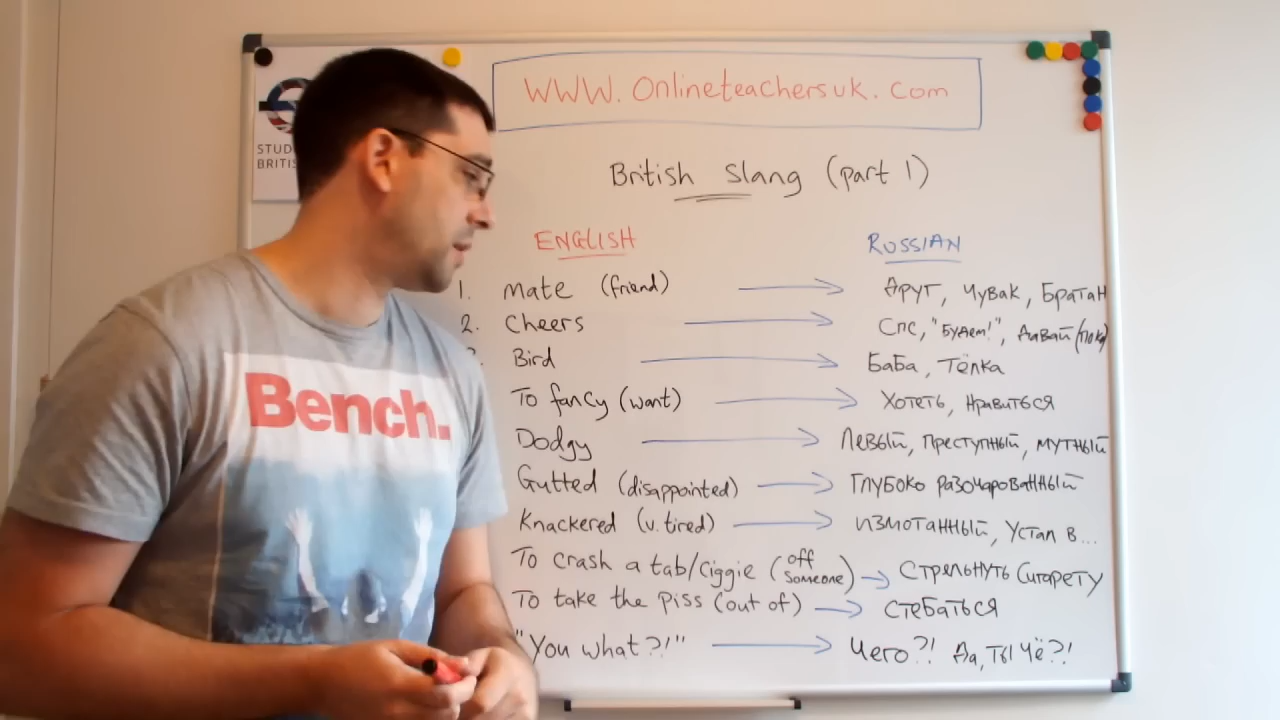 STUD
BRITIS
www.onlineteachersuk.com
British Slang (part 1)
ENGLISH RUSSIAN
1. mate (friend) → Друг, Чувак, Братан
2. Cheers → Спс, "Будем!", Давай (пока)
Bird → Баба, Тёлка
To fancy (want) → Хотеть, Нравиться
Dodgy → Левый, Преступный, мутный
Gutted (disappointed) → Глубоко разочарованный
Knackered (v. tired) → измотанный, устал в...
To crash a tab/ciggie (off someone) → Стрельнуть Сигарету
To take the piss (out of) → стебаться
"You what?!" → Чего?! Да, ты чё?!
Bench.